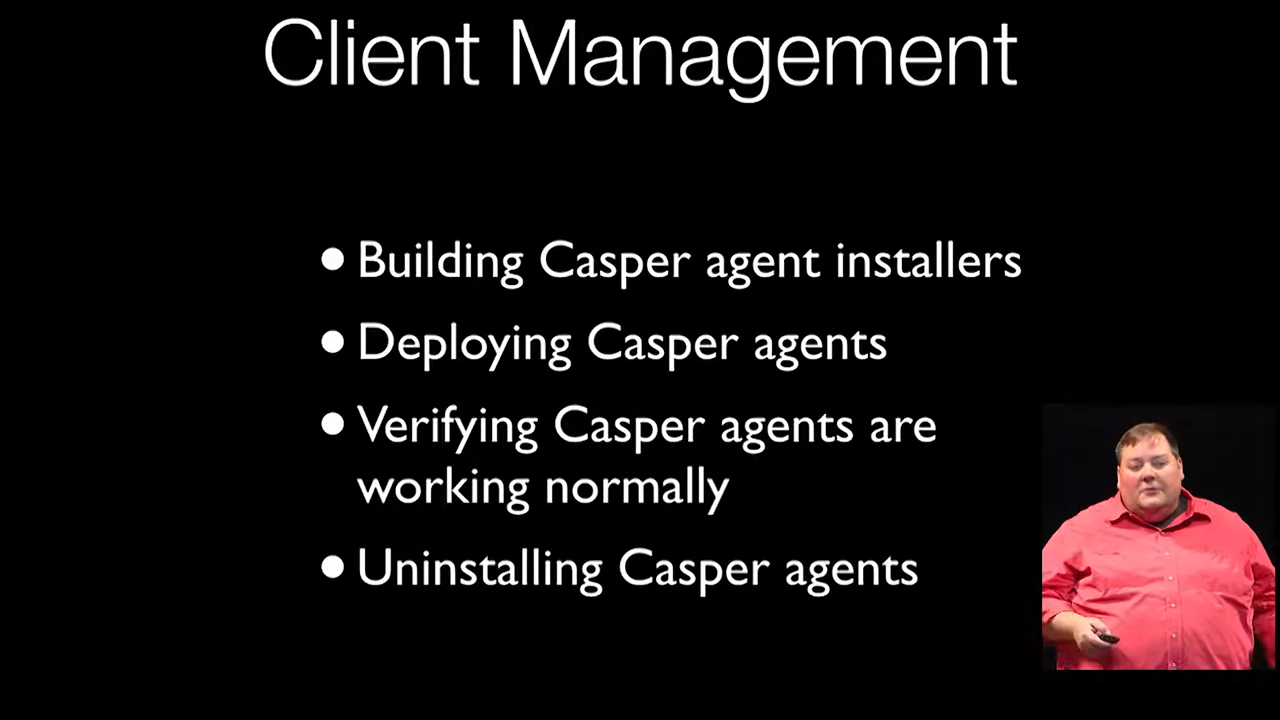 Client Management
• Building Casper agent installers
• Deploying Casper agents
• Verifying Casper agents are
working normally
• Uninstalling Casper agents